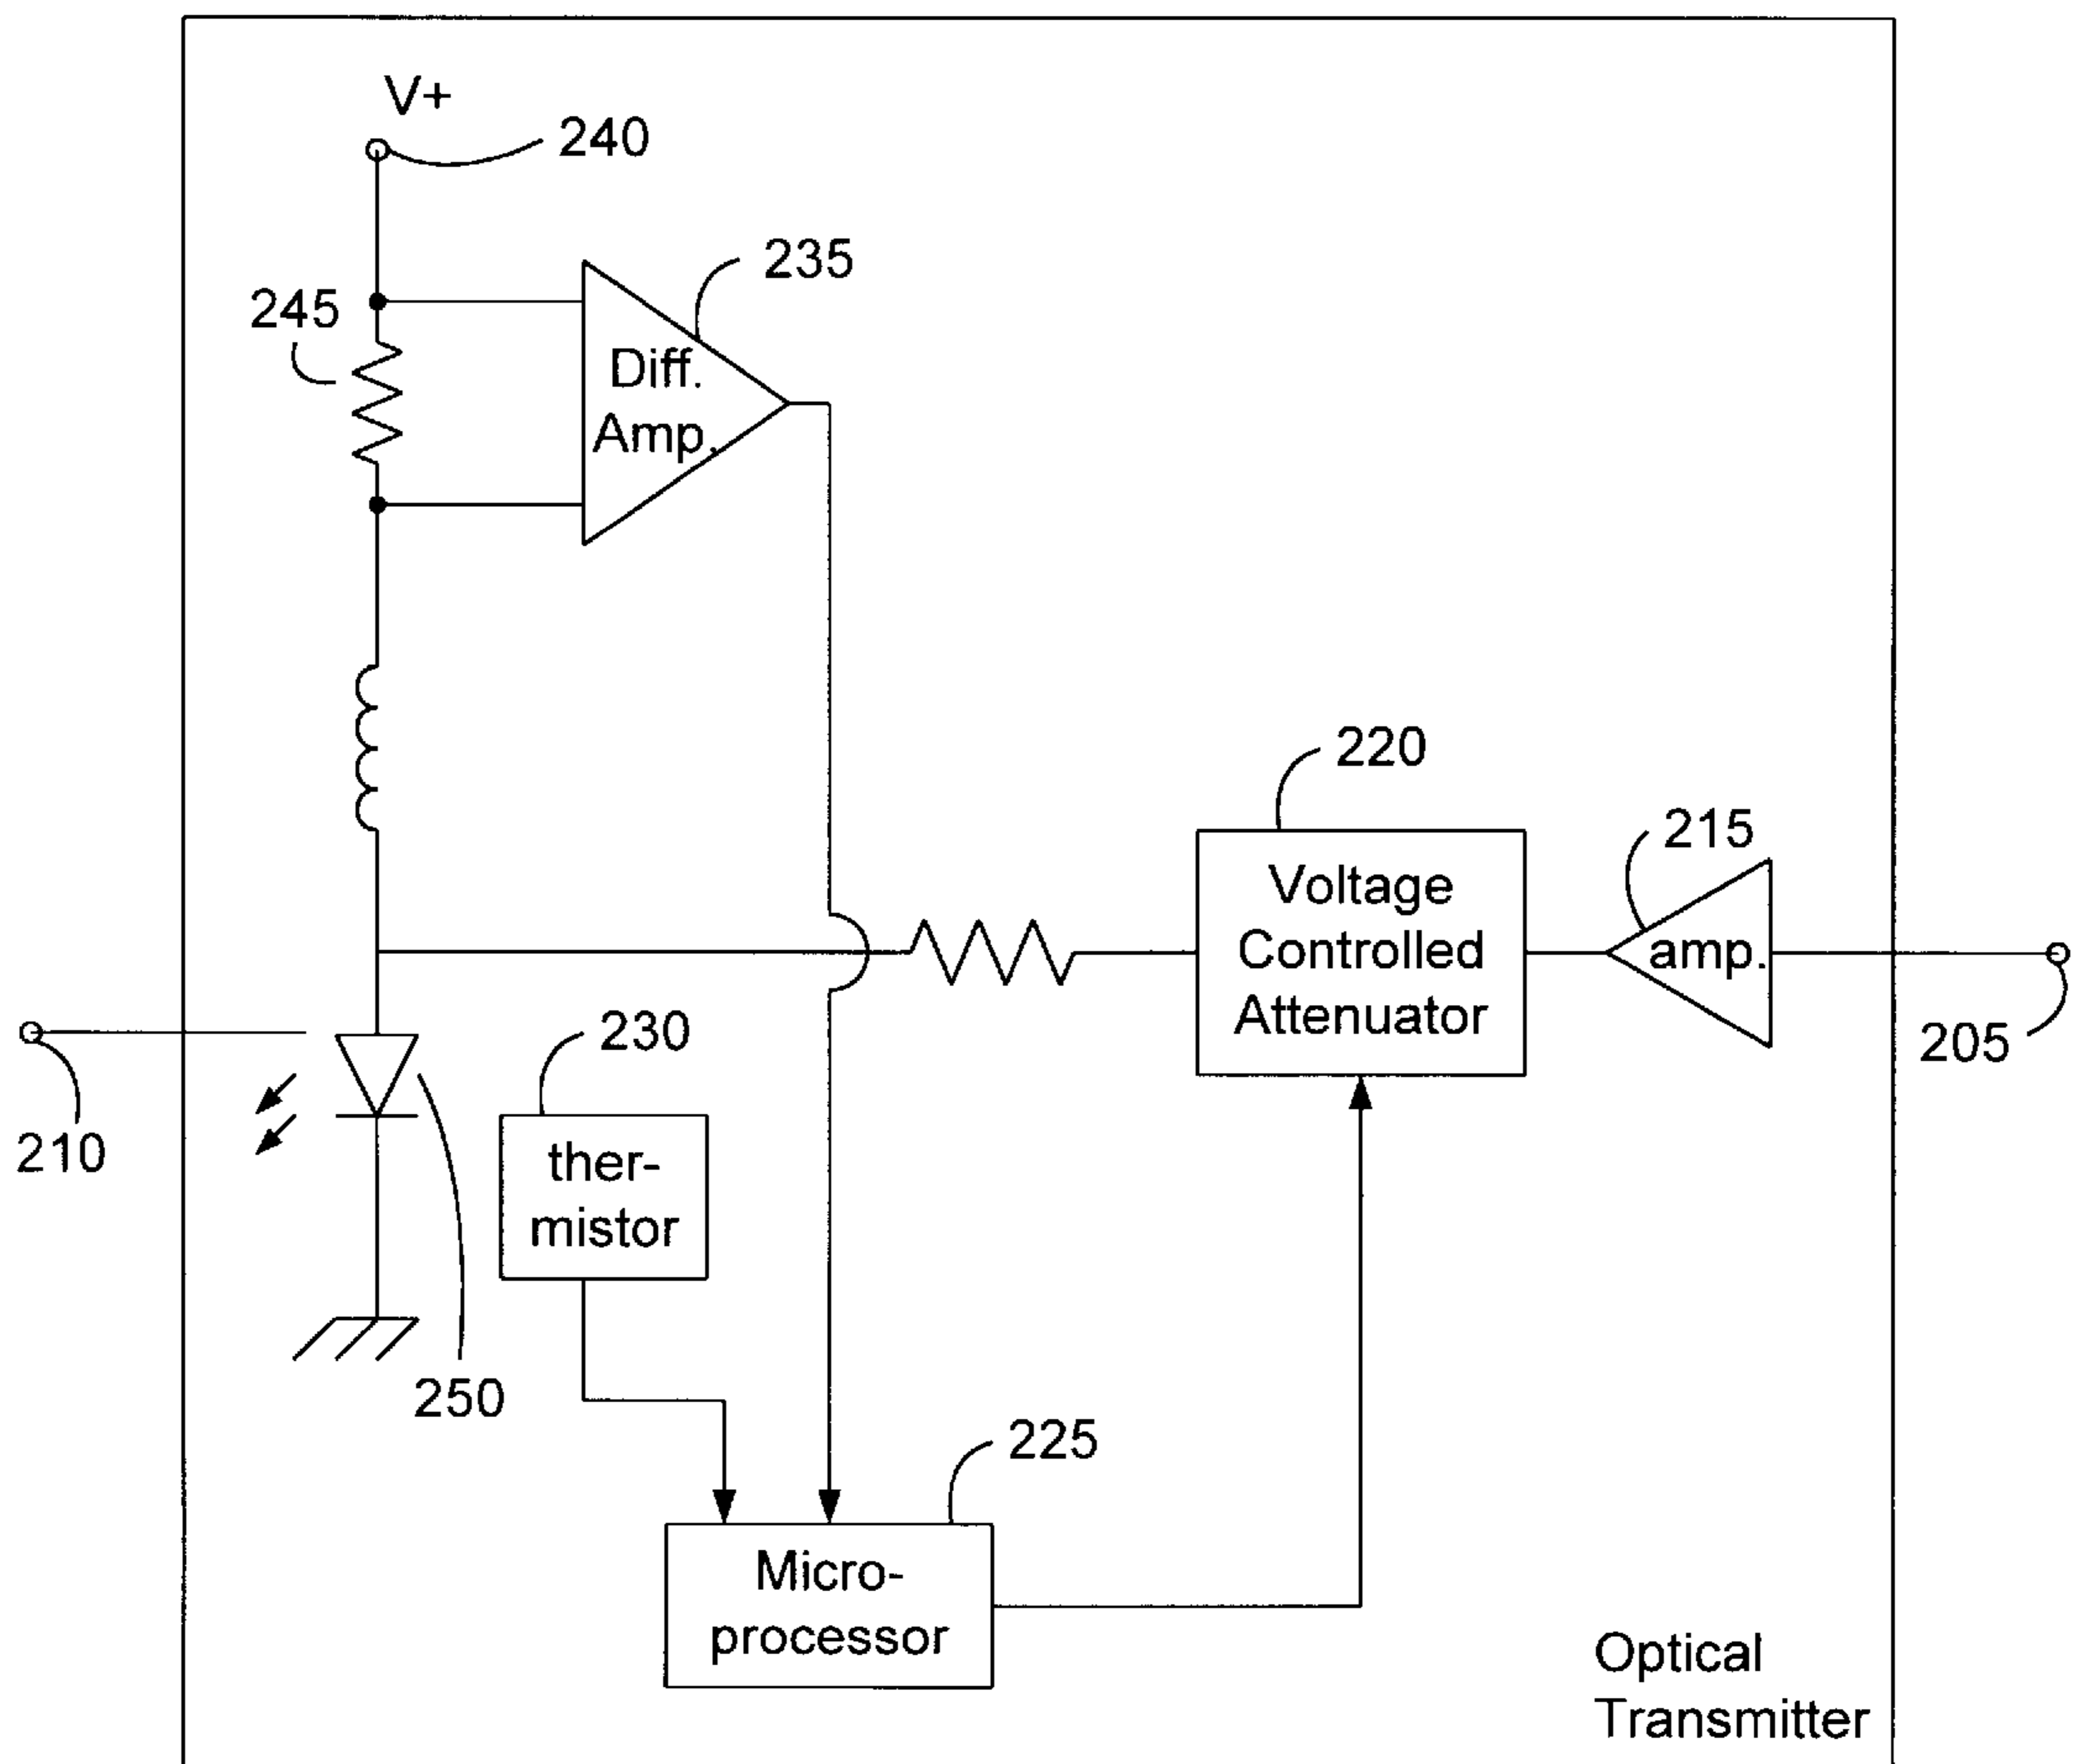 V+
240
235
245
Diff.
Amp.
220
215
Voltage
Controlled
Attenuator
amp.
230
205
210
ther-
mistor
250
225
Micro-
processor
Optical
Transmitter